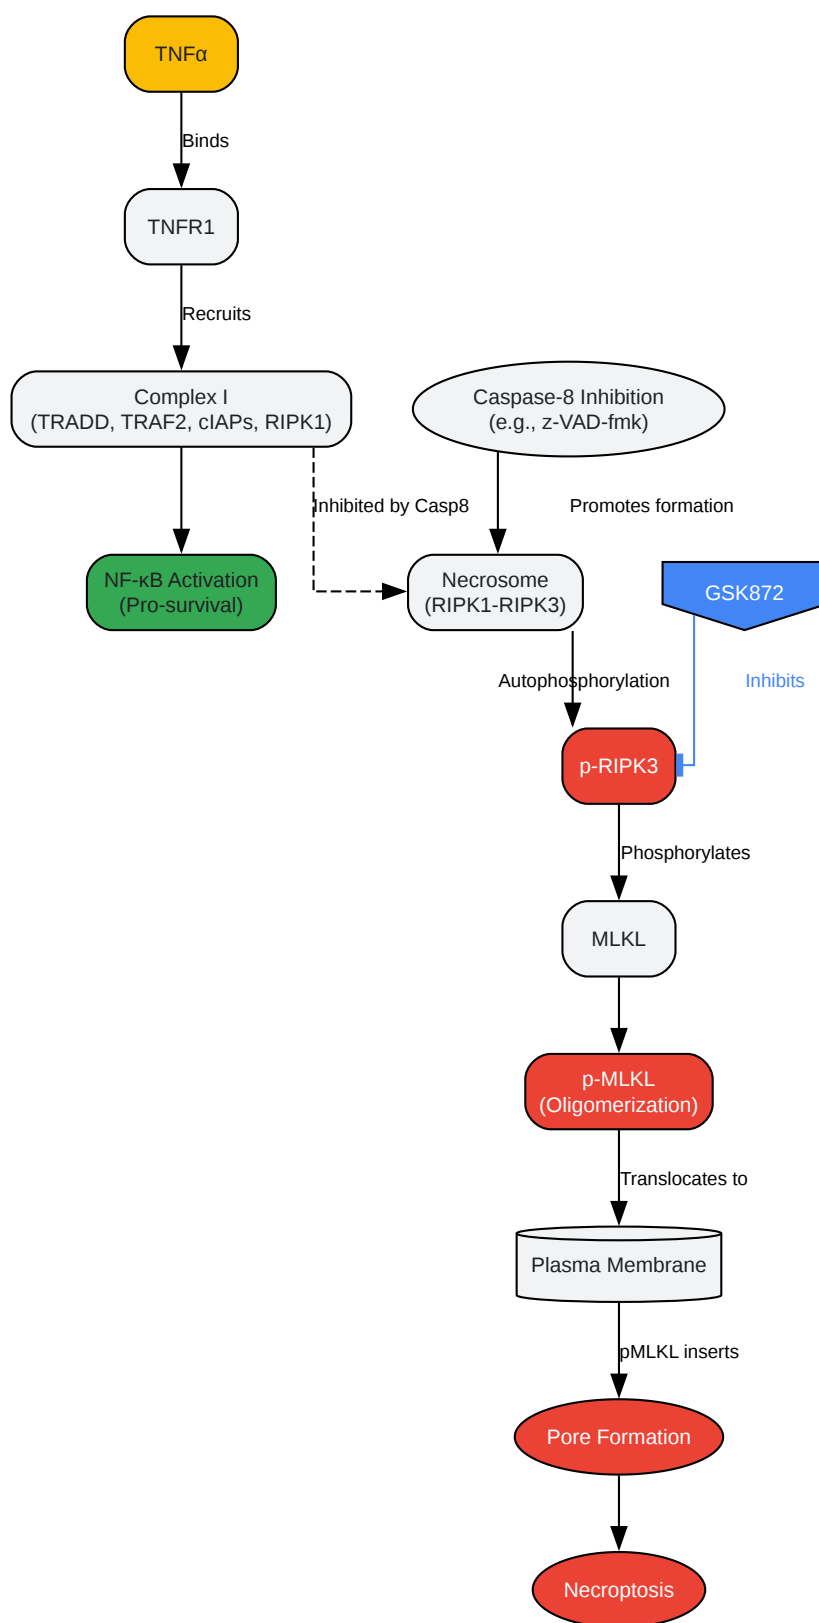 TNFα
Binds
TNFR1
Recruits
Complex I
(TRADD, TRAF2, cIAPs, RIPK1)
Caspase-8 Inhibition
(e.g., z-VAD-fmk)
Inhibited by Casp8
Promotes formation
NF-κB Activation
(Pro-survival)
Necrosome
(RIPK1-RIPK3)
GSK872
Autophosphorylation
Inhibits
p-RIPK3
Phosphorylates
MLKL
p-MLKL
(Oligomerization)
Translocates to
Plasma Membrane
pMLKL inserts
Pore Formation
Necroptosis